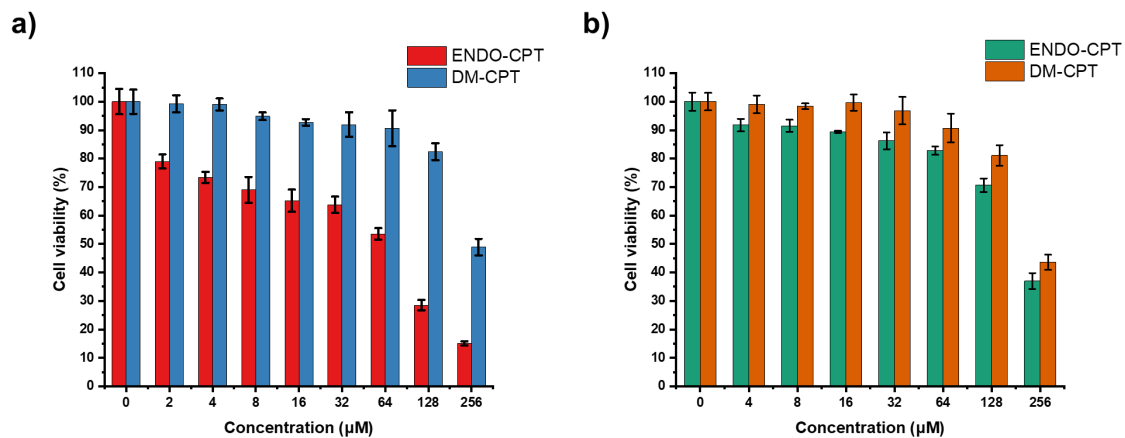 a)
ENDO-CPT
DM-CPT
110
100
90
80
70
60
50
40
30
20
10
0
Cell viability (%)
0 2 4 8 16 32 64 128 256
Concentration (µM)
b)
ENDO-CPT
DM-CPT
110
100
90
80
70
60
50
40
30
20
10
0
Cell viability (%)
0 4 8 16 32 64 128 256
Concentration (µM)